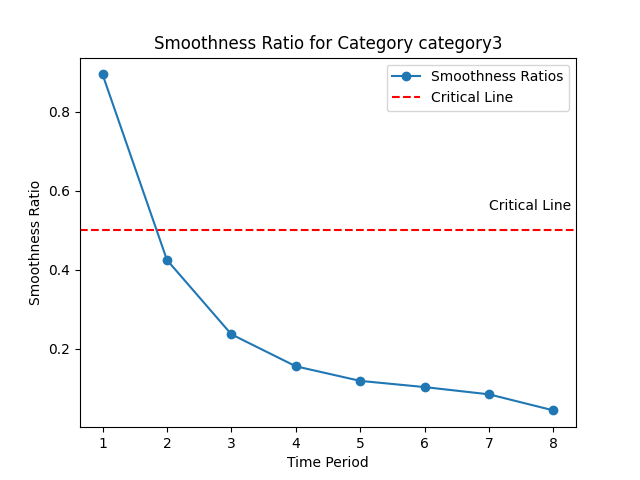 Smoothness Ratio for Category category3
Smoothness Ratios
Critical Line
Critical Line
Smoothness Ratio
0.8
0.6
0.4
0.2
1 2 3 4 5 6 7 8
Time Period